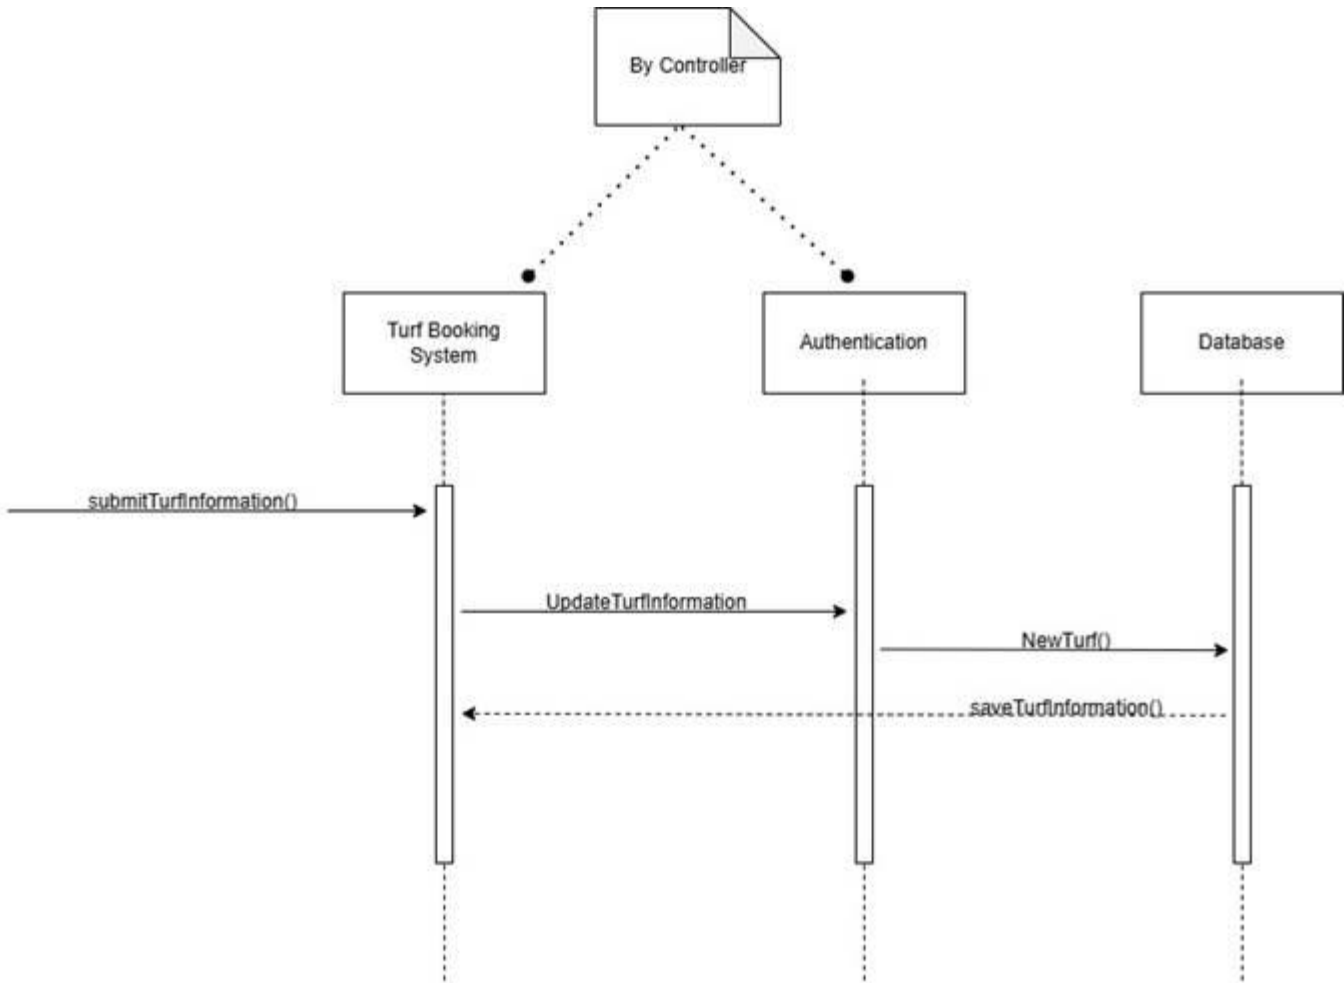 By Controller
Turf Booking
System
Authentication
Database
submitTurfInformation()
UpdateTurfInformation
NewTurf()
saveTurfInformation()